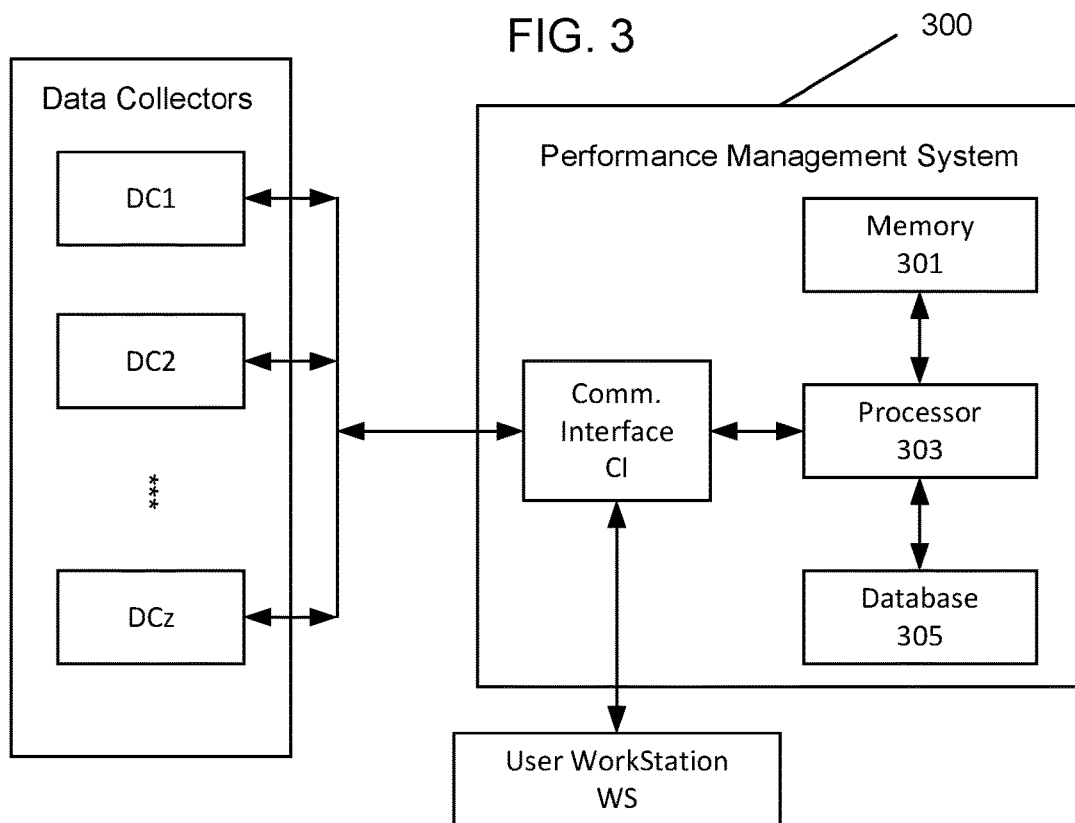 FIG. 3
300
Data Collectors
DC1
DC2
***
DCz
Performance Management System
Memory
301
Comm.
Interface
CI
Processor
303
Database
305
User WorkStation
WS